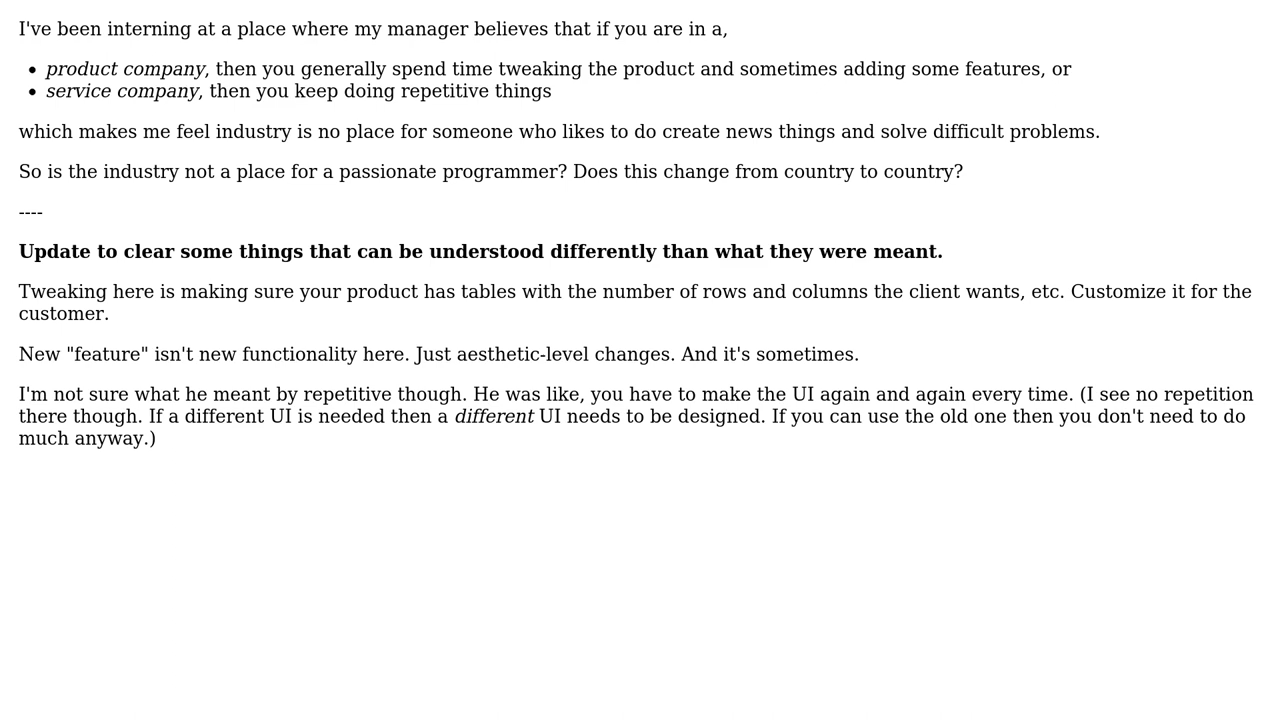 I've been interning at a place where my manager believes that if you are in a,
• product company, then you generally spend time tweaking the product and sometimes adding some features, or
• service company, then you keep doing repetitive things
which makes me feel industry is no place for someone who likes to do create news things and solve difficult problems.
So is the industry not a place for a passionate programmer? Does this change from country to country?
----
Update to clear some things that can be understood differently than what they were meant.
Tweaking here is making sure your product has tables with the number of rows and columns the client wants, etc. Customize it for the
customer.
New "feature" isn't new functionality here. Just aesthetic-level changes. And it's sometimes.
I'm not sure what he meant by repetitive though. He was like, you have to make the UI again and again every time. (I see no repetition
there though. If a different UI is needed then a different UI needs to be designed. If you can use the old one then you don't need to do
much anyway.)